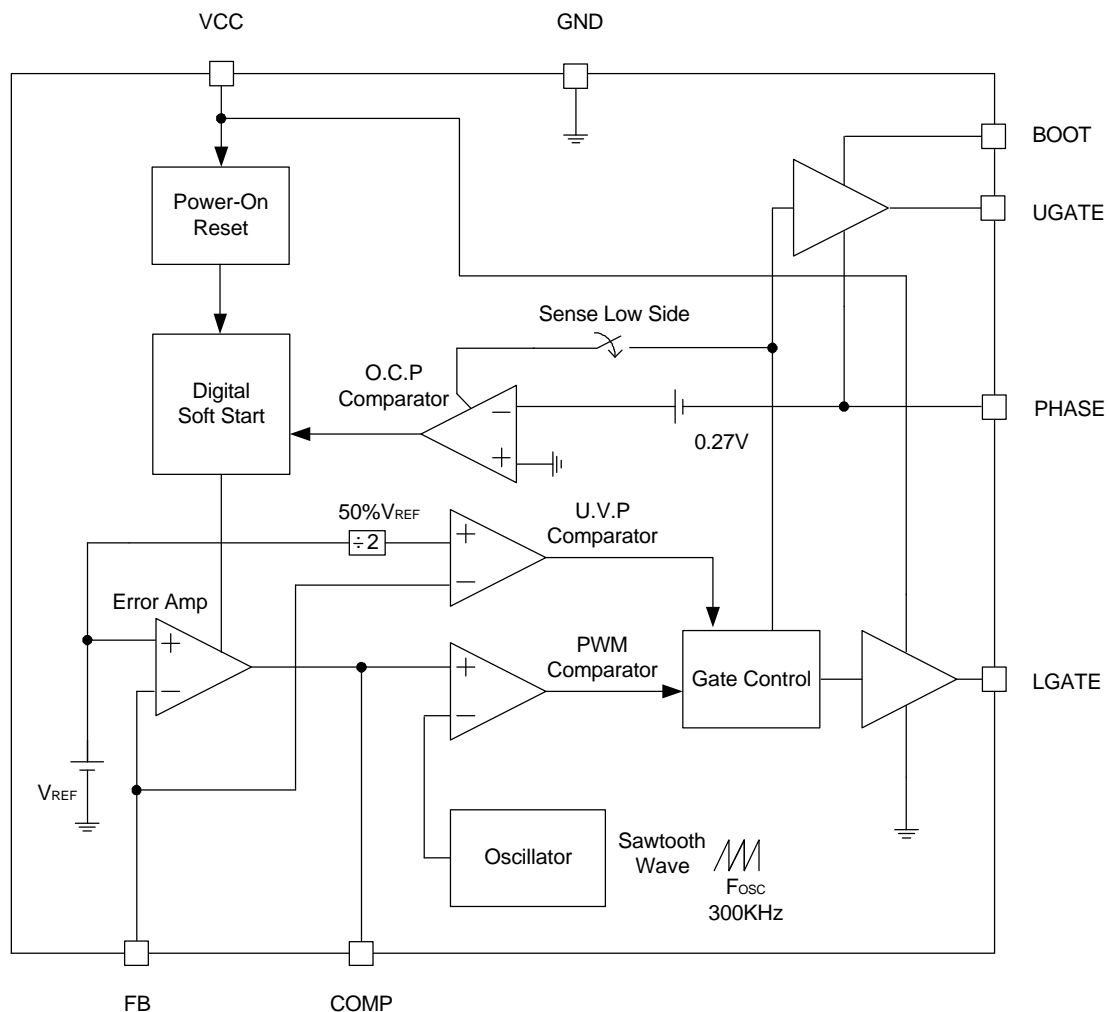 VCC
GND
BOOT
Power-On
Reset
UGATE
Sense Low Side
O.C.P
Comparator
Digital
Soft Start
−
+
0.27V
PHASE
50%VREF
÷2
U.V.P
Comparator
+
−
Error Amp
+
−
PWM
Comparator
+
−
Gate Control
LGATE
VREF
Oscillator
Sawtooth
Wave
FOSC
300KHz
FB
COMP